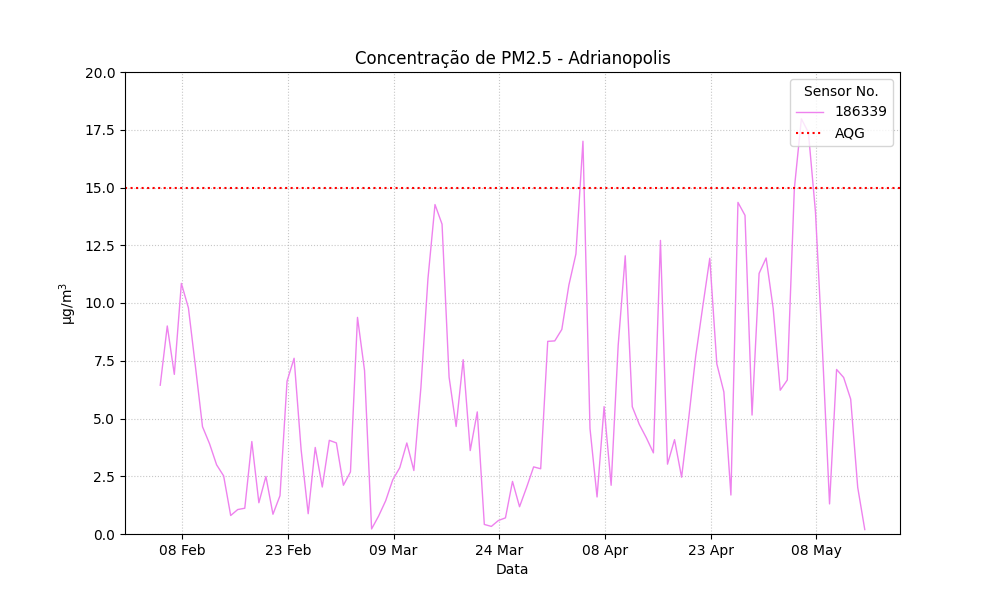 Concentração de PM2.5 - Adrianopolis
20.0
17.5
15.0
12.5
10.0
7.5
5.0
2.5
0.0
µg/m³
Sensor No.
186339
AQG
08 Feb
23 Feb
09 Mar
24 Mar
08 Apr
23 Apr
08 May
Data